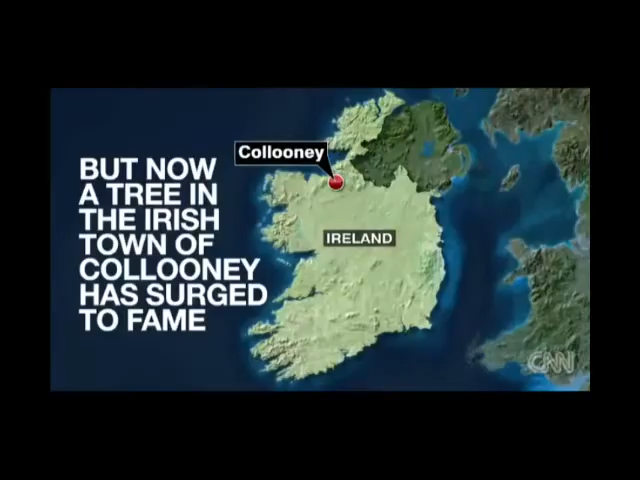 Collooney
BUT NOW
A TREE IN
THE IRISH
TOWN OF
COLLOONEY
HAS SURGED
TO FAME
IRELAND
CNN